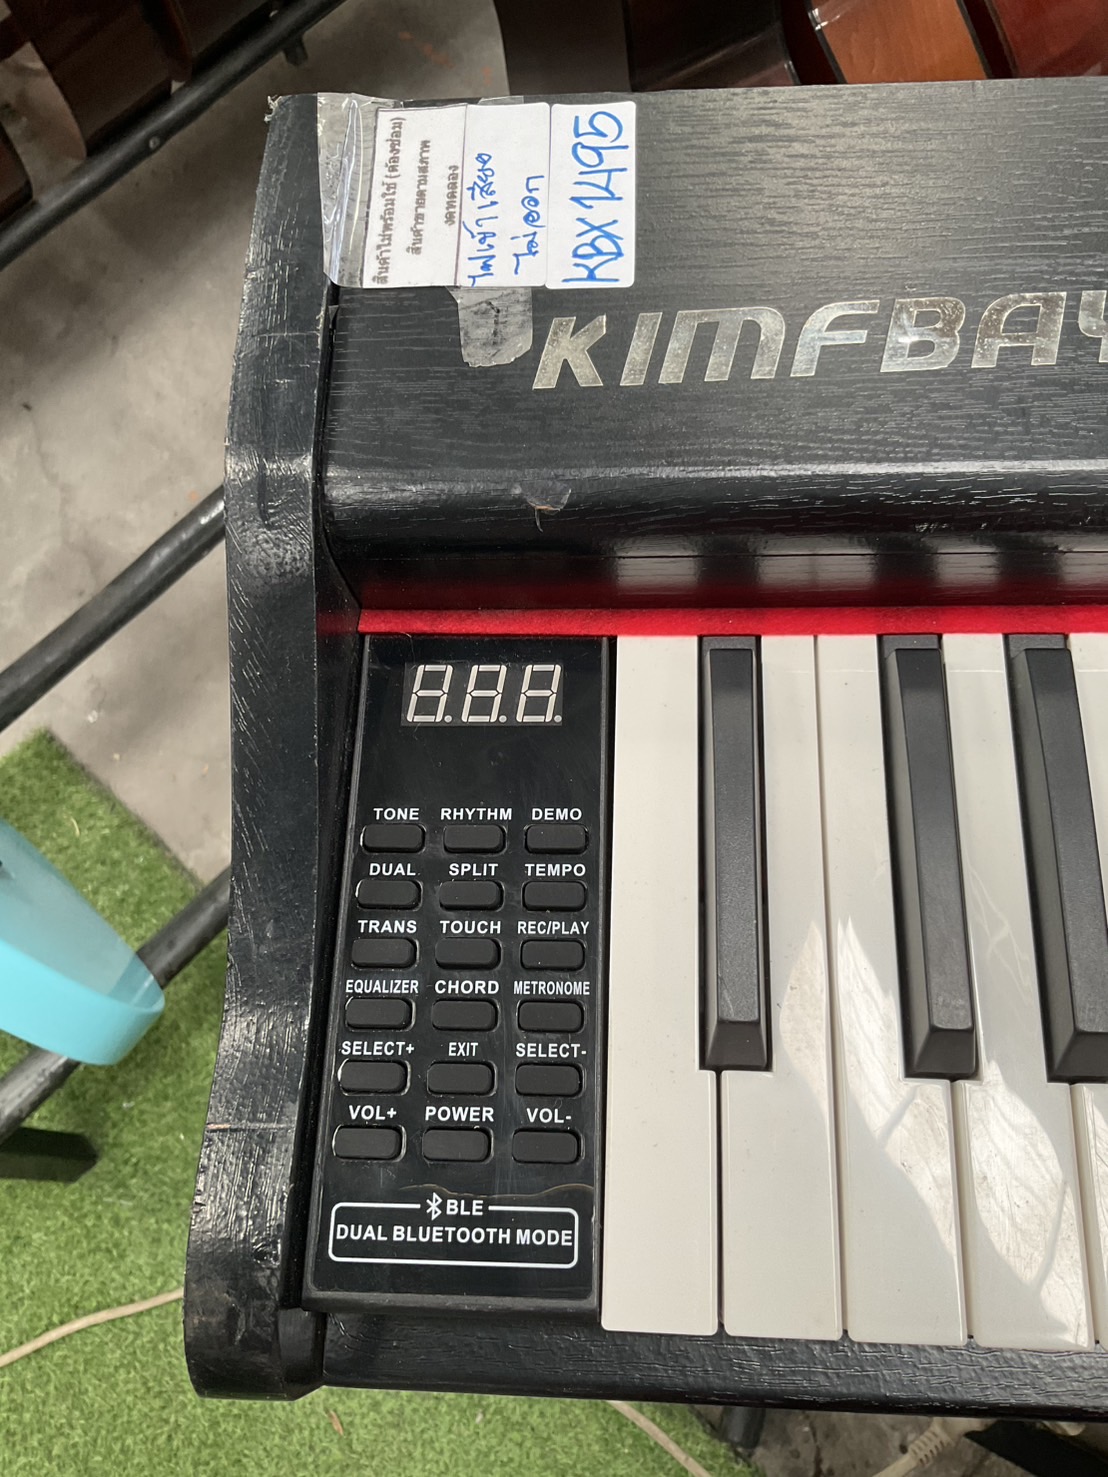 สินค้าไม่พร้อมใช้ (ต้องซ่อม)
สินค้าขายตามสภาพ
งดทดลอง
ไฟเข้า เสียง
ไม่ออก
KBX1495
KIMFBAY
8.8.8.
TONE RHYTHM DEMO
DUAL SPLIT TEMPO
TRANS TOUCH REC/PLAY
EQUALIZER CHORD METRONOME
SELECT+ EXIT SELECT-
VOL+ POWER VOL-
BLE
DUAL BLUETOOTH MODE